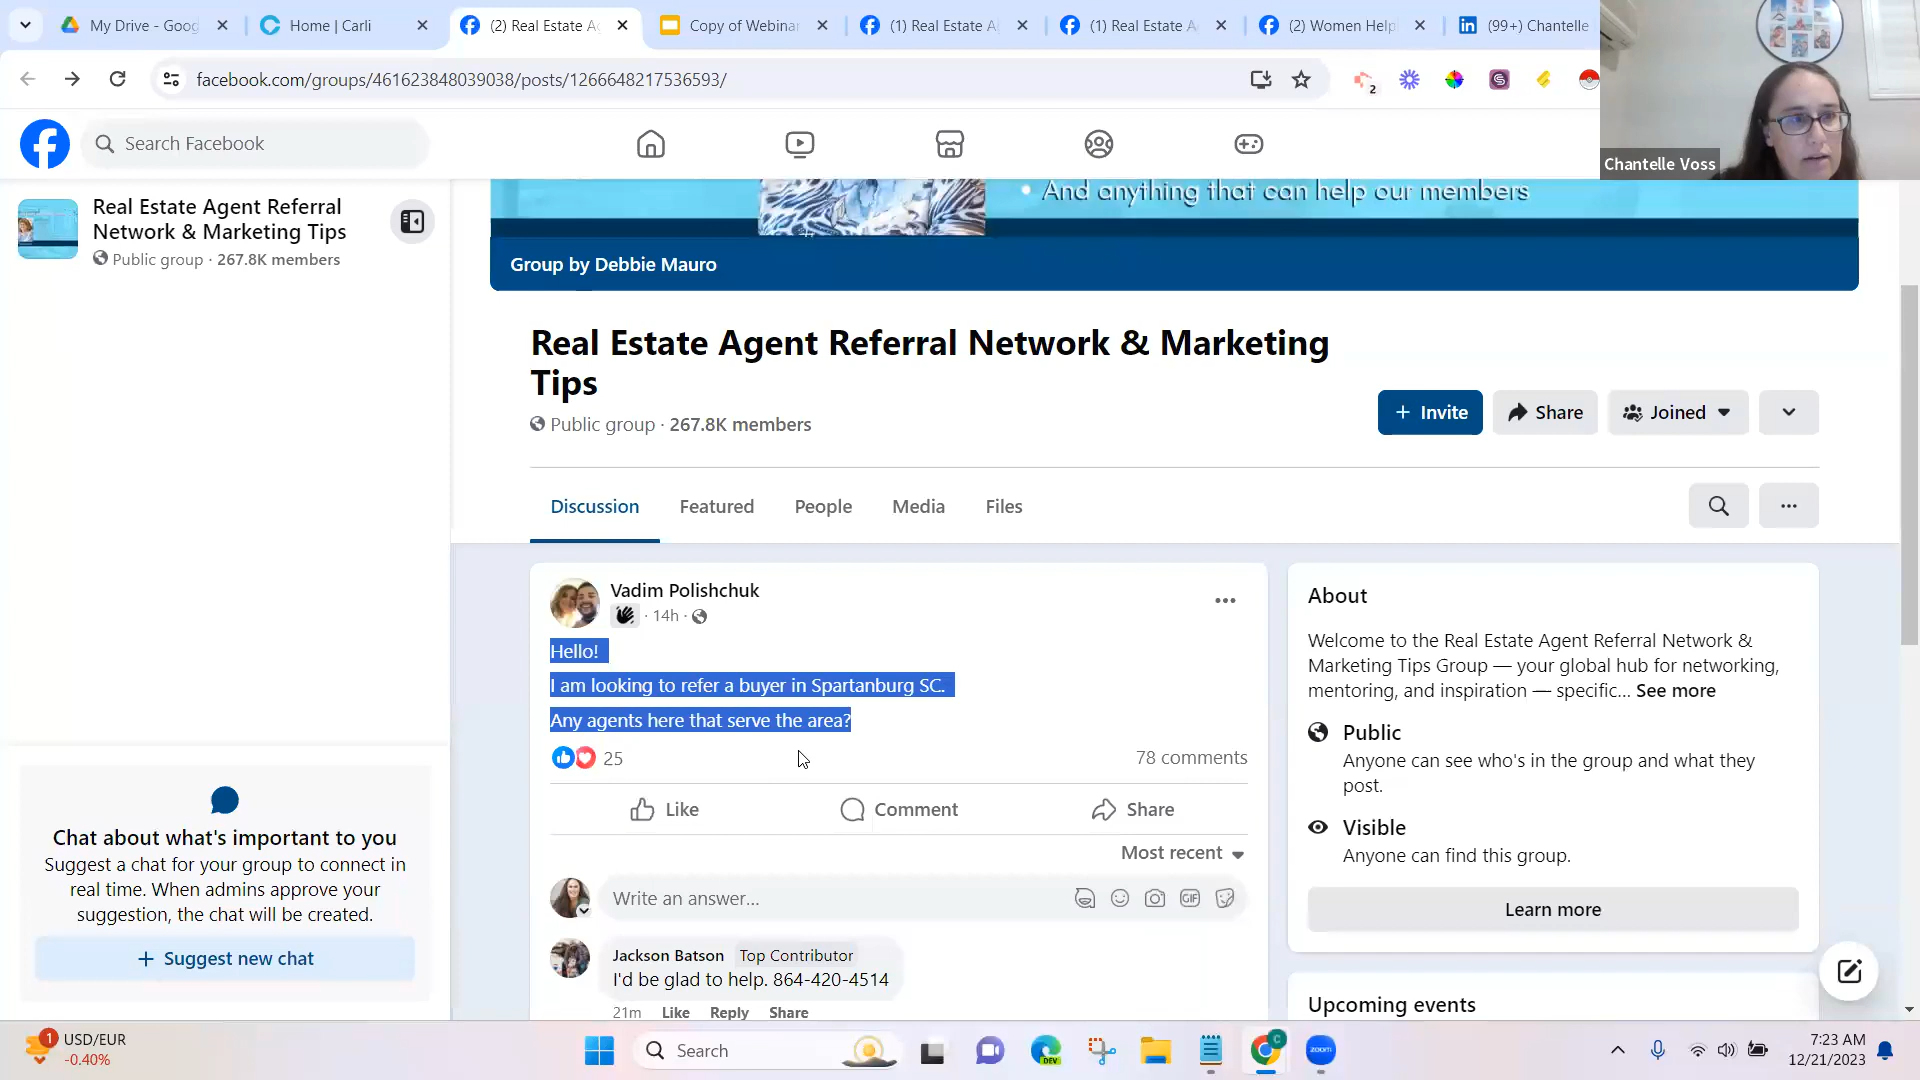 My Drive - Goog
Home | Carli
(2) Real Estate Ag
Copy of Webinar
(1) Real Estate A
(1) Real Estate A
(2) Women Help
(99+) Chantelle
facebook.com/groups/461623848039038/posts/1266648217536593/
2
Chantelle Voss
Search Facebook
Real Estate Agent Referral
Network & Marketing Tips
Public group · 267.8K members
And anything that can help our members
Group by Debbie Mauro
Real Estate Agent Referral Network & Marketing
Tips
Public group · 267.8K members
+ Invite
Share
Joined
Discussion
Featured
People
Media
Files
Vadim Polishchuk
· 14h ·
Hello!
I am looking to refer a buyer in Spartanburg SC.
Any agents here that serve the area?
25
78 comments
Like
Comment
Share
Most recent
Write an answer...
GIF
Jackson Batson Top Contributor
I'd be glad to help. 864-420-4514
21m Like Reply Share
About
Welcome to the Real Estate Agent Referral Network &
Marketing Tips Group — your global hub for networking,
mentoring, and inspiration — specific... See more
Public
Anyone can see who's in the group and what they
post.
Visible
Anyone can find this group.
Learn more
Upcoming events
Chat about what's important to you
Suggest a chat for your group to connect in
real time. When admins approve your
suggestion, the chat will be created.
+ Suggest new chat
1
USD/EUR
-0.40%
Search
DEV
C
zoom
7:23 AM
12/21/2023